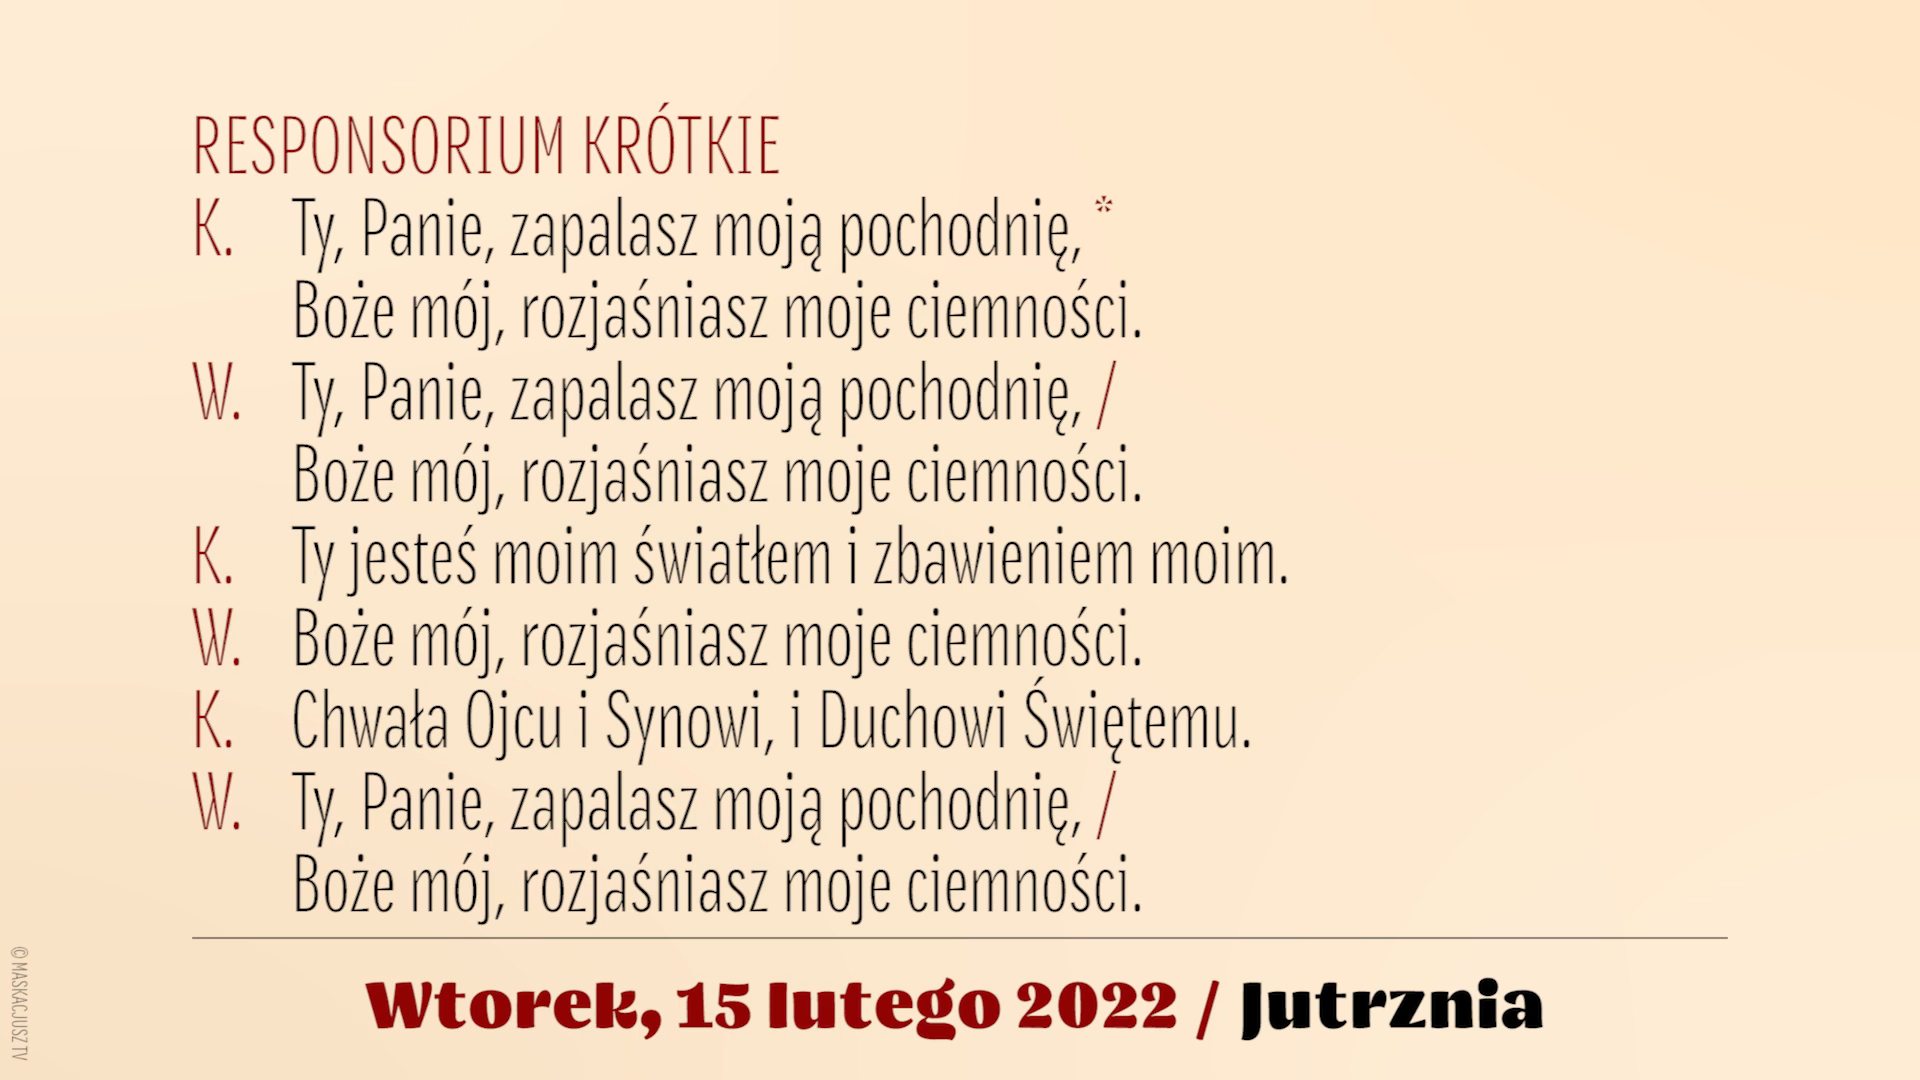 RESPONSORIUM KRÓTKIE
K. Ty, Panie, zapalasz moją pochodnię, *
Boże mój, rozjaśniasz moje ciemności.
W. Ty, Panie, zapalasz moją pochodnię, /
Boże mój, rozjaśniasz moje ciemności.
K. Ty jesteś moim światłem i zbawieniem moim.
W. Boże mój, rozjaśniasz moje ciemności.
K. Chwała Ojcu i Synowi, i Duchowi Świętemu.
W. Ty, Panie, zapalasz moją pochodnię, /
Boże mój, rozjaśniasz moje ciemności.
Wtorek, 15 lutego 2022 / Jutrznia
© MASKACJUSZ TV